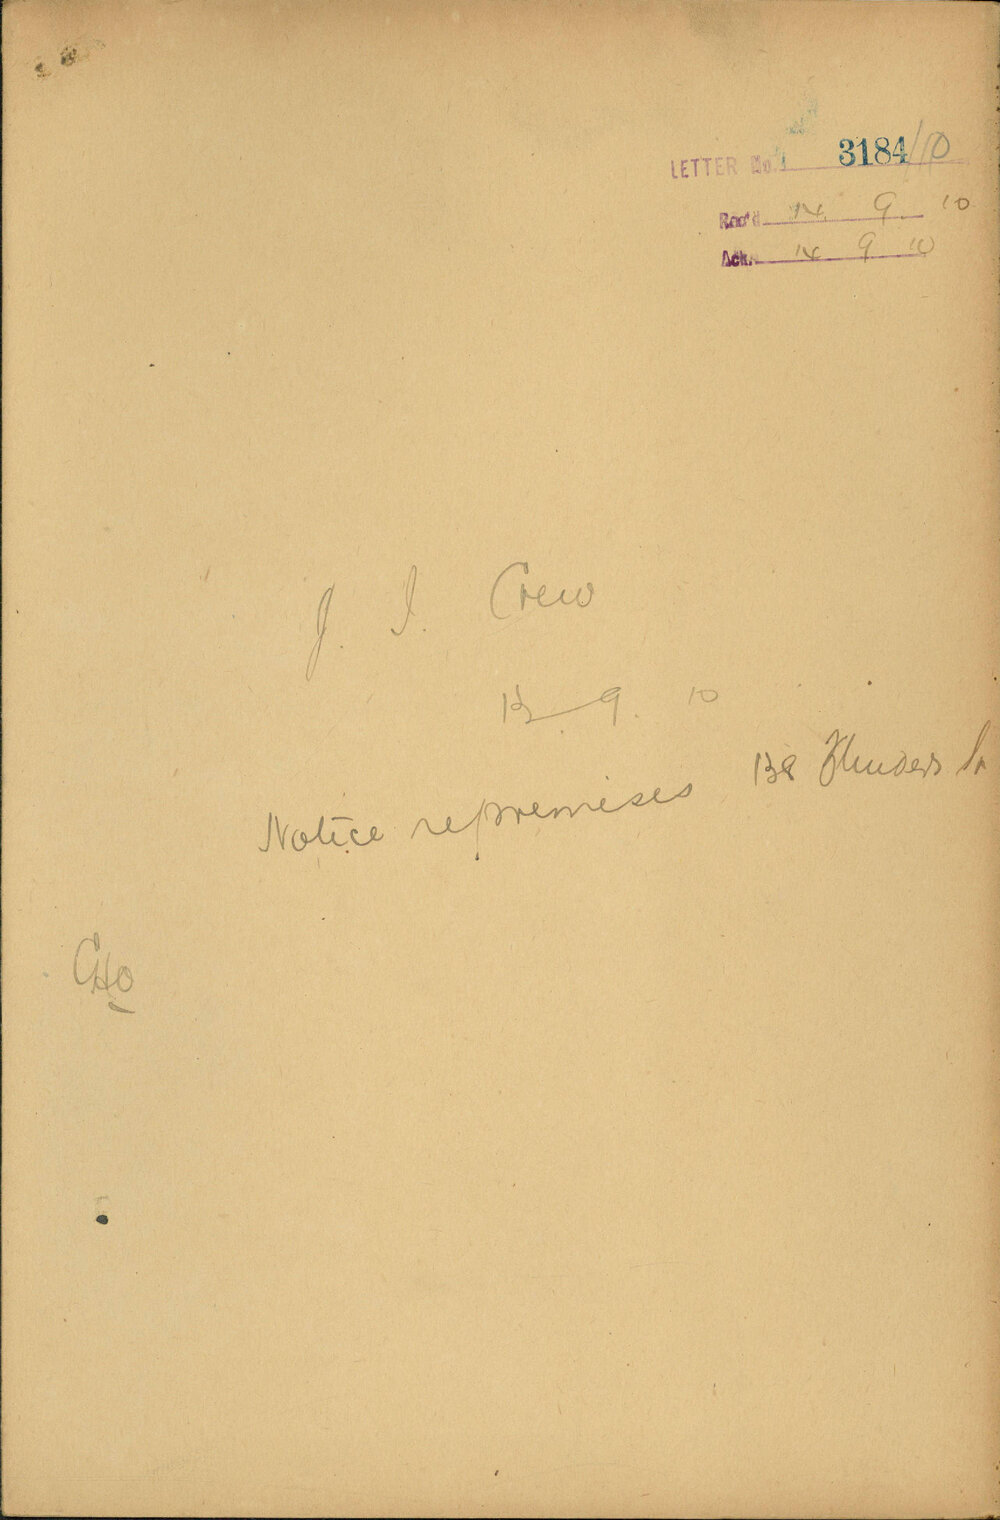 LETTER No. 3184/10
Rec'd 14 9 10
Ack. 14 9 10
J. J. Crew
13 9. 10
Notice re premises 138 Flinders St
CHO